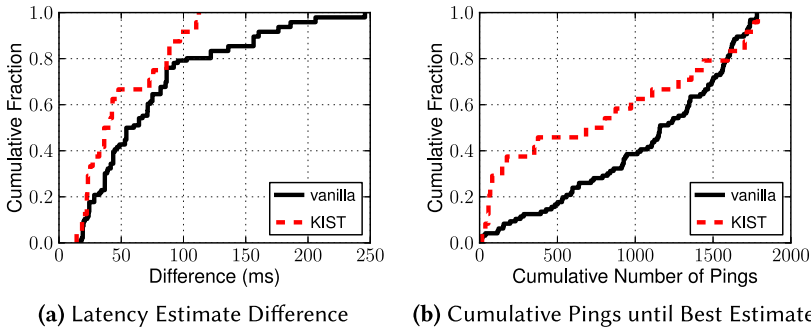 1.0
0.8
0.6
0.4
0.2
0.0
Cumulative Fraction
0 50 100 150 200 250
Difference (ms)
vanilla
KIST
(a) Latency Estimate Difference
1.0
0.8
0.6
0.4
0.2
0.0
Cumulative Fraction
0 500 1000 1500 2000
Cumulative Number of Pings
vanilla
KIST
(b) Cumulative Pings until Best Estimate